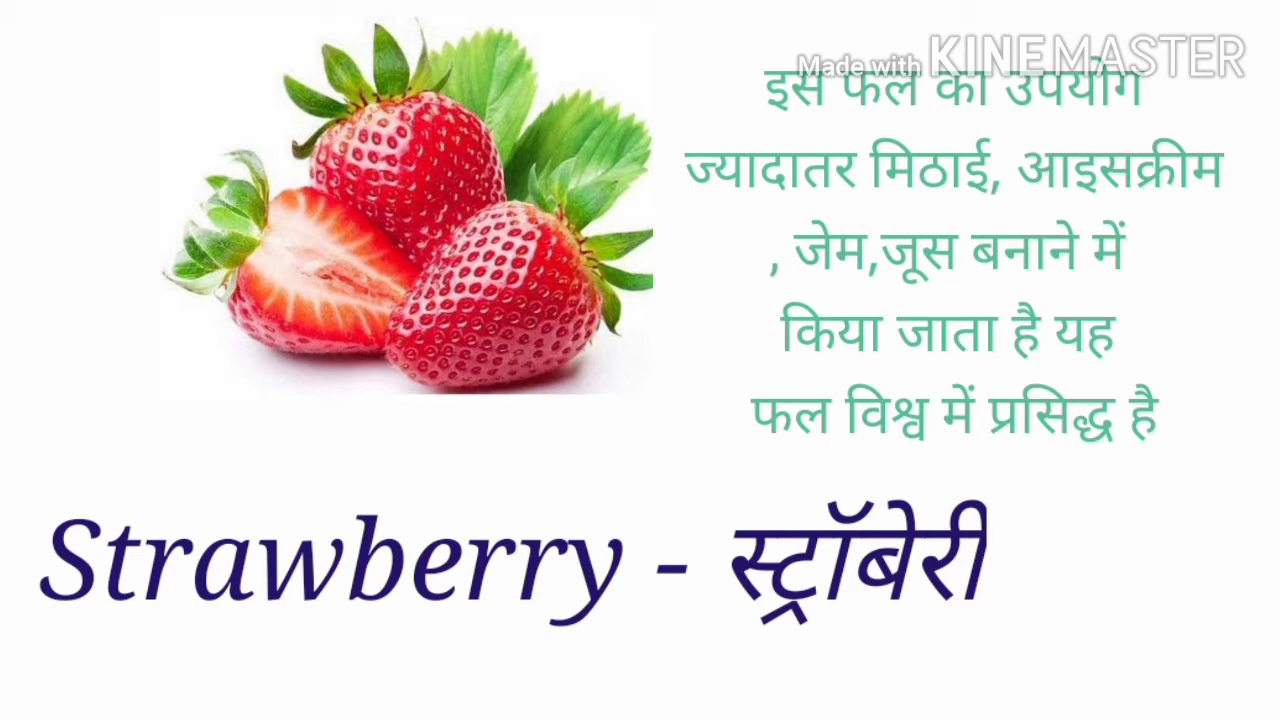 Made with KINEMASTER
इस फल का उपयोग
ज्यादातर मिठाई, आइसक्रीम
, जेम,जूस बनाने में
किया जाता है यह
फल विश्व में प्रसिद्ध है
Strawberry - स्ट्रॉबेरी